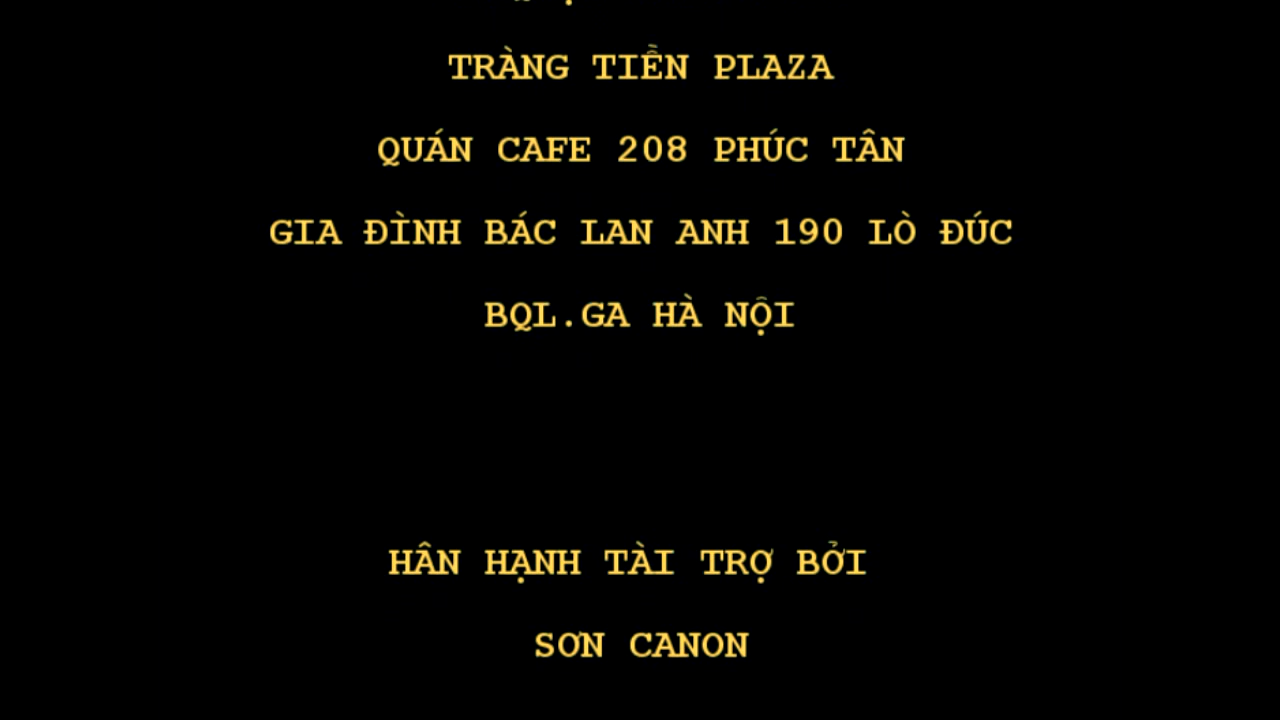 TRÀNG TIỀN PLAZA
QUÁN CAFE 208 PHÚC TÂN
GIA ĐÌNH BÁC LAN ANH 190 LÒ ĐÚC
BQL.GA HÀ NỘI
HÂN HẠNH TÀI TRỢ BỞI
SƠN CANON